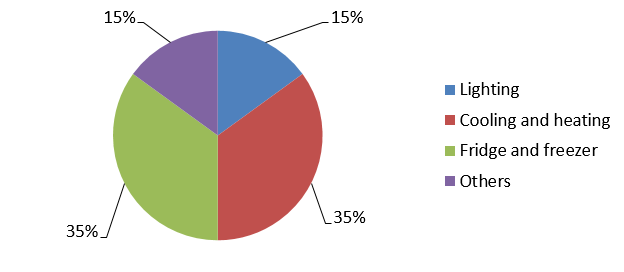 15%
15%
Lighting
Cooling and heating
Fridge and freezer
Others
35%
35%